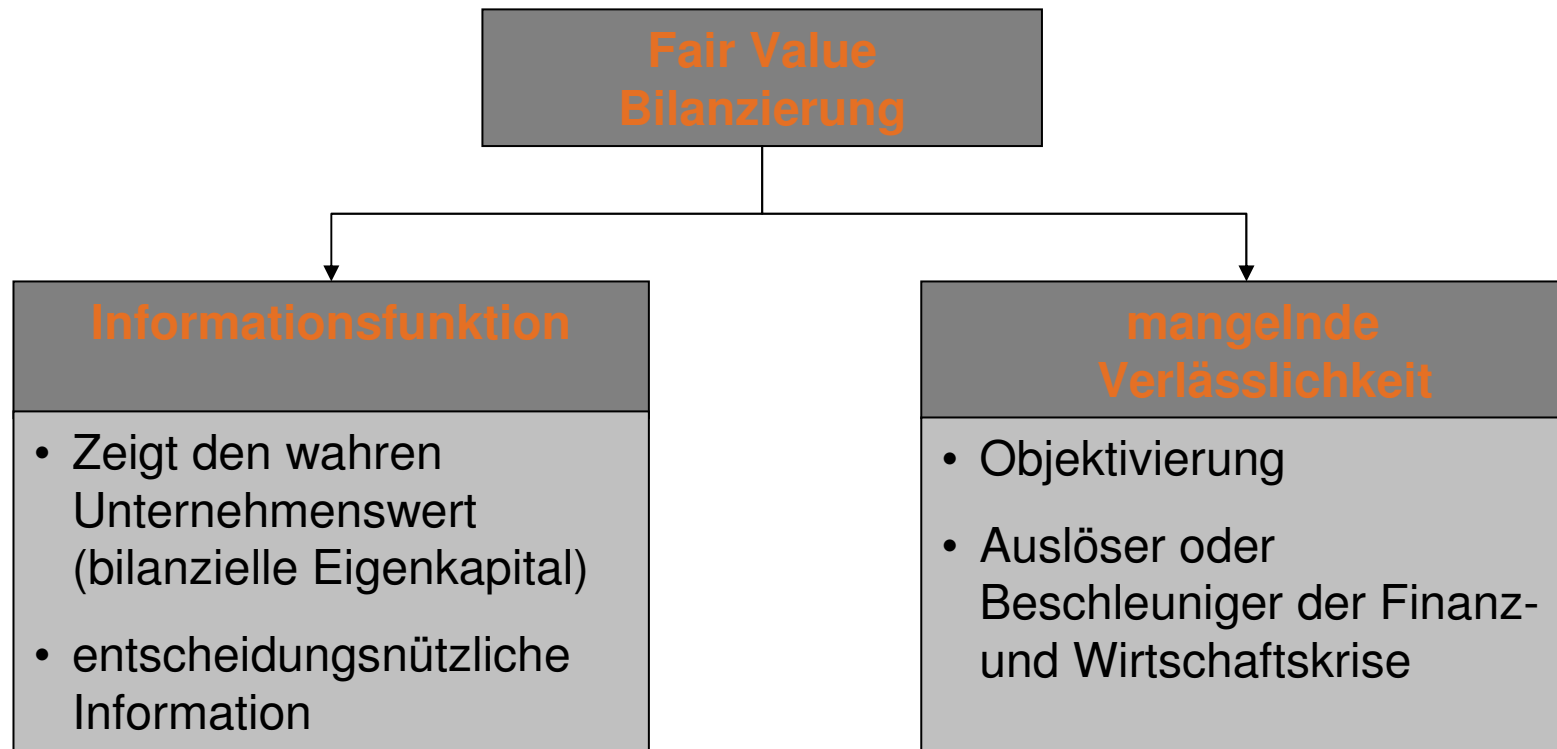 Fair Value
Bilanzierung
Informationsfunktion
• Zeigt den wahren
Unternehmenswert
(bilanzielle Eigenkapital)
• entscheidungsnützliche
Information
mangelnde
Verlässlichkeit
• Objektivierung
• Auslöser oder
Beschleuniger der Finanz-
und Wirtschaftskrise